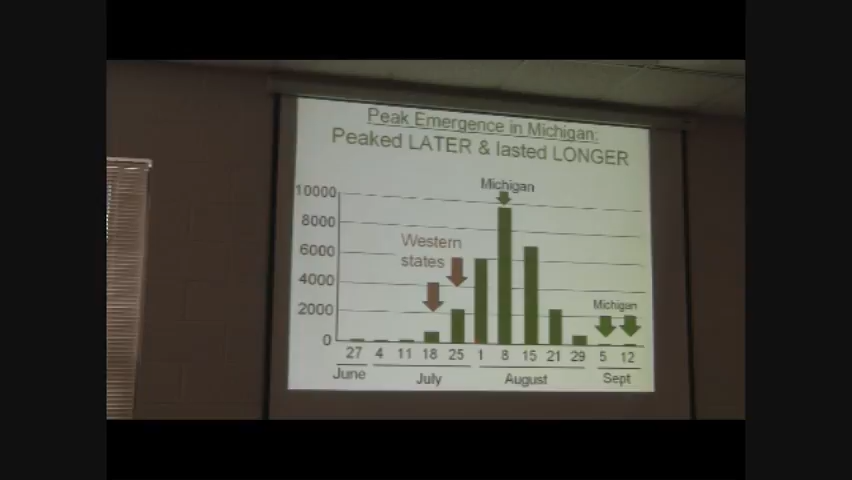 Peak Emergence in Michigan:
Peaked LATER & lasted LONGER
Michigan
10000
8000
Western
states
6000
4000
Michigan
2000
0
27 4 11 18 25 1 8 15 21 29 5 12
June July August Sept